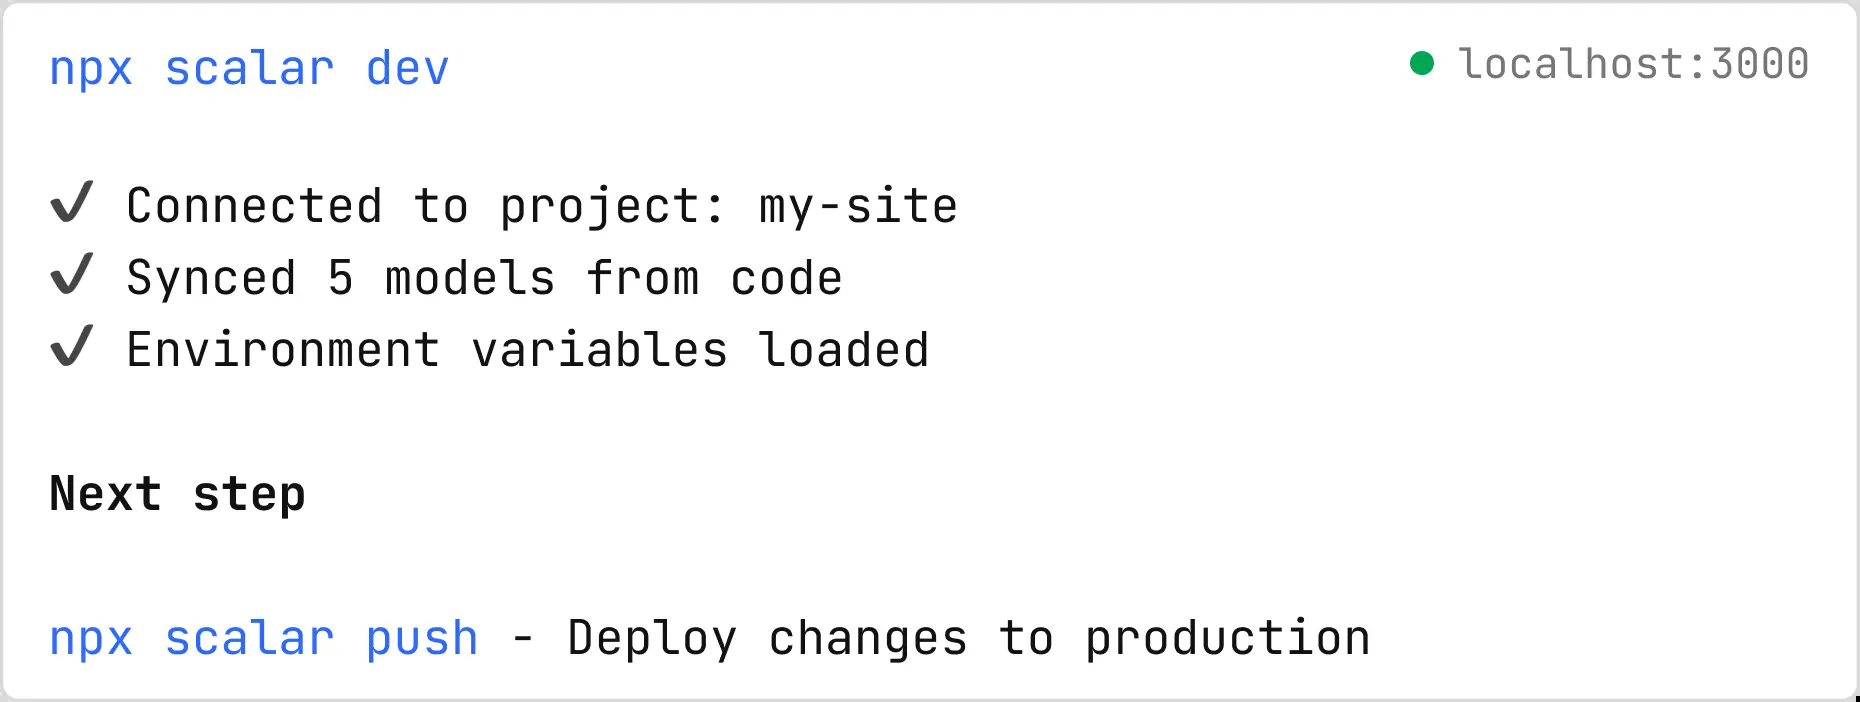 npx scalar dev
localhost:3000
✔ Connected to project: my-site
✔ Synced 5 models from code
✔ Environment variables loaded
Next step
npx scalar push - Deploy changes to production